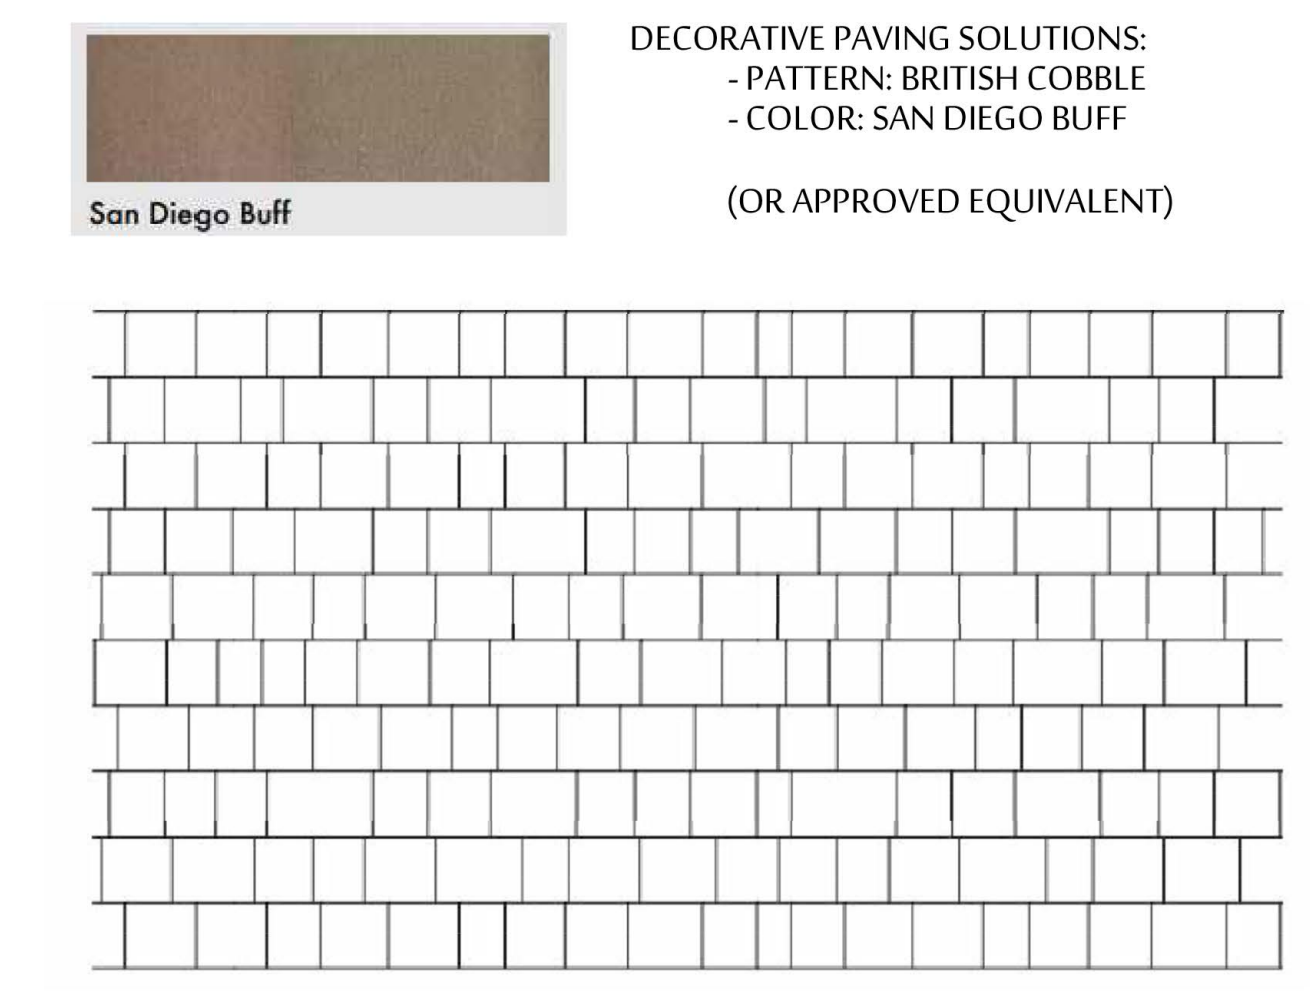 San Diego Buff
DECORATIVE PAVING SOLUTIONS:
- PATTERN: BRITISH COBBLE
- COLOR: SAN DIEGO BUFF
(OR APPROVED EQUIVALENT)